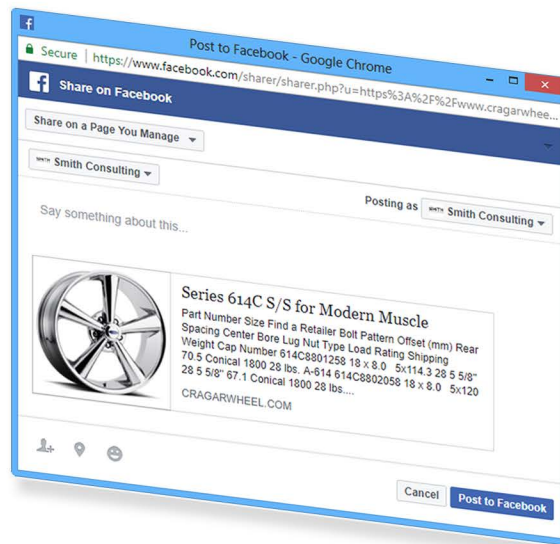 Post to Facebook - Google Chrome
Secure | https://www.facebook.com/sharer/sharer.php?u=https%3A%2F%2Fwww.cragarwhee...
Share on Facebook
Share on a Page You Manage
SMITH Smith Consulting
Posting as SMITH Smith Consulting
Say something about this...
Series 614C S/S for Modern Muscle
Part Number Size Find a Retailer Bolt Pattern Offset (mm) Rear
Spacing Center Bore Lug Nut Type Load Rating Shipping
Weight Cap Number 614C8801258 18 x 8.0 5x114.3 28 5 5/8"
70.5 Conical 1800 28 lbs. A-614 614C8802058 18 x 8.0 5x120
28 5 5/8" 67.1 Conical 1800 28 lbs....
CRAGARWHEEL.COM
Cancel
Post to Facebook